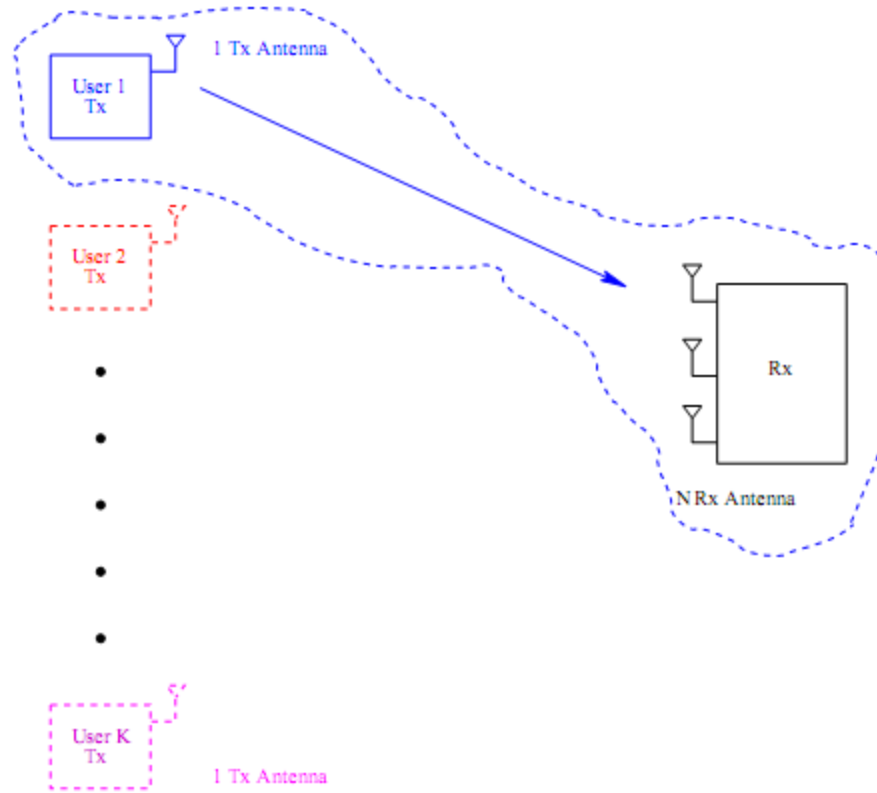 1 Tx Antenna
User 1
Tx
User 2
Tx
Rx
N Rx Antenna
User K
Tx
1 Tx Antenna